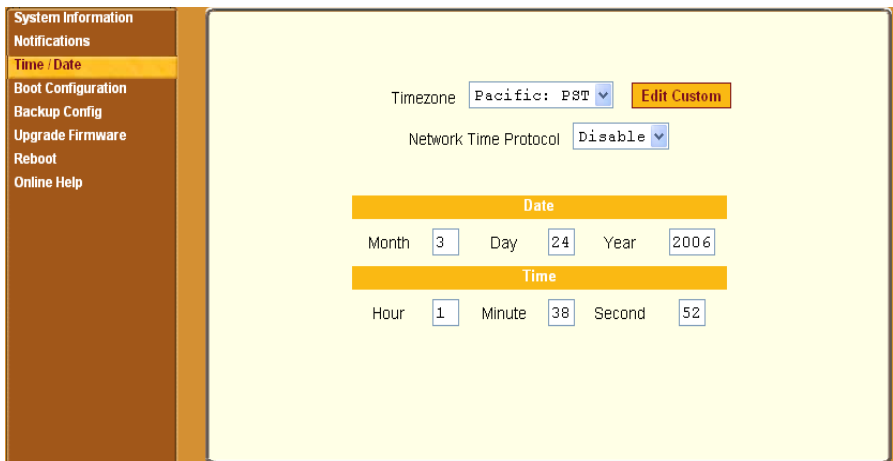 System Information
Notifications
Time / Date
Boot Configuration
Backup Config
Upgrade Firmware
Reboot
Online Help
Timezone Pacific: PST Edit Custom
Network Time Protocol Disable
Date
Month 3 Day 24 Year 2006
Time
Hour 1 Minute 38 Second 52